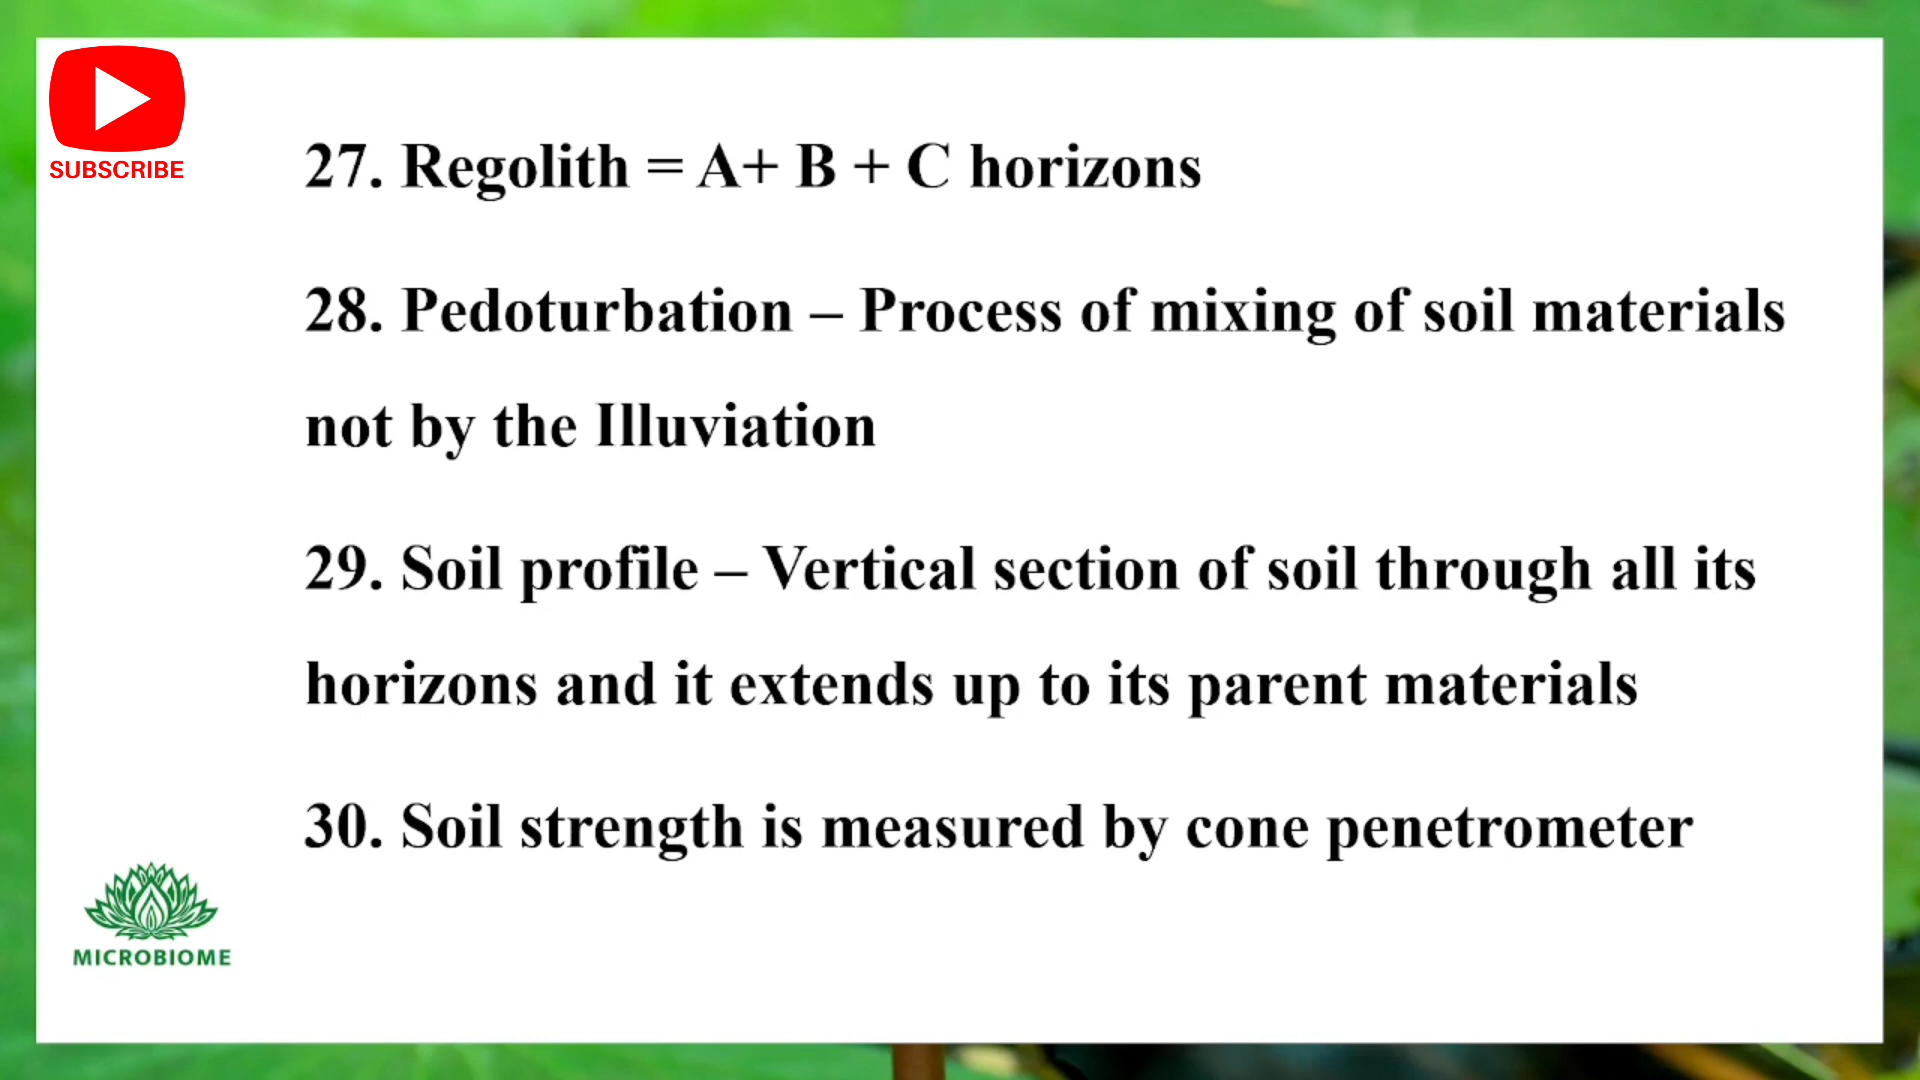 SUBSCRIBE
27. Regolith = A+ B + C horizons
28. Pedoturbation – Process of mixing of soil materials
not by the Illuviation
29. Soil profile – Vertical section of soil through all its
horizons and it extends up to its parent materials
30. Soil strength is measured by cone penetrometer
MICROBIOME